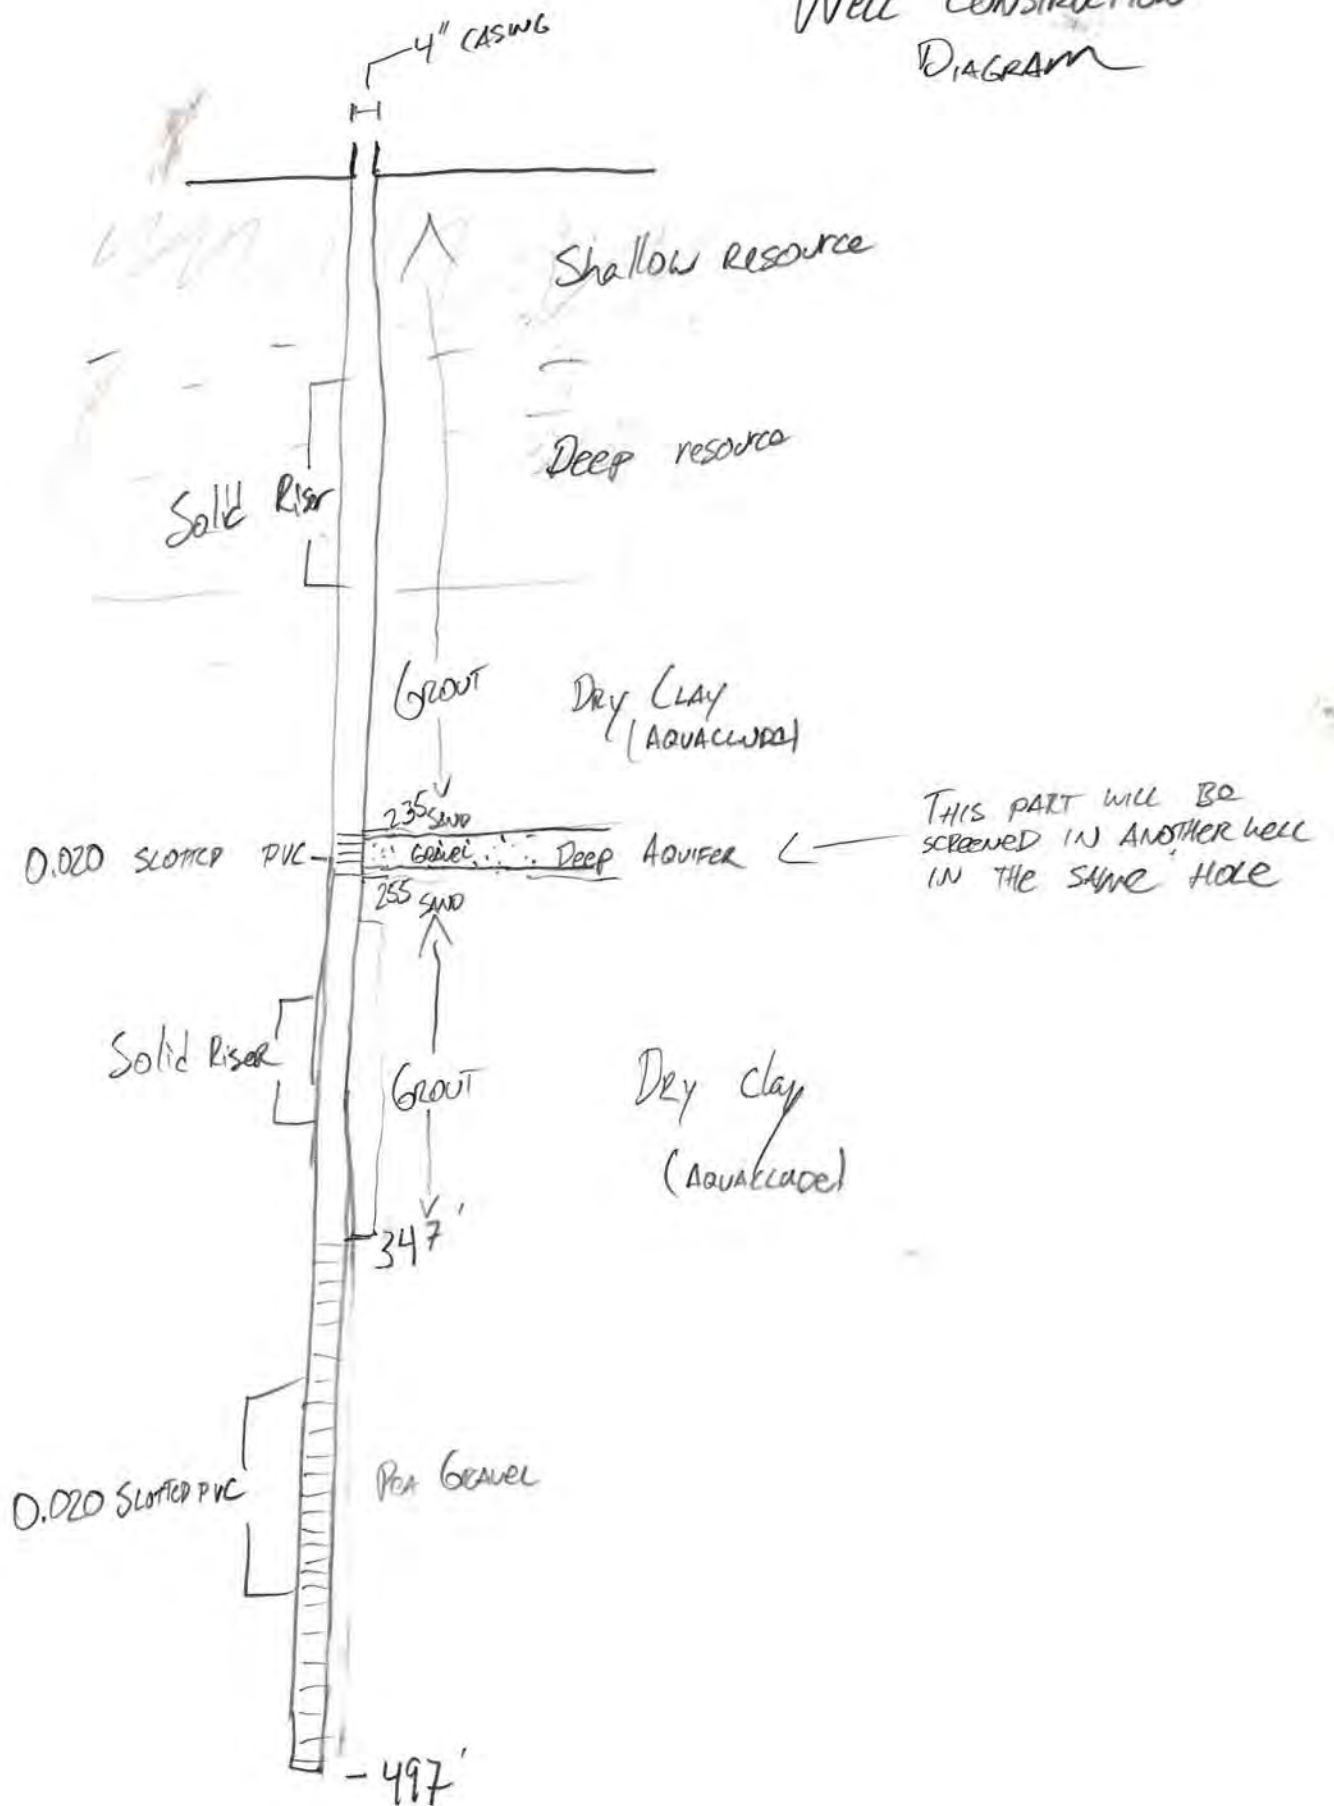 WELL CONSTRUCTION
DIAGRAM
4" CASING
Shallow RESOURCE
Deep resource
Solid Riser
GROUT
DRY CLAY
(AQUACLUDE)
235 SAND
0.020 SLOTTED PVC
GRAVEL
Deep AQUIFER
THIS PART WILL BE
SCREENED IN ANOTHER WELL
IN THE SAME HOLE
255 SAND
Solid RISER
GROUT
DRY Clay
(AQUAKLUDE)
347'
0.020 SLOTTED PVC
PEA GRAVEL
- 497'